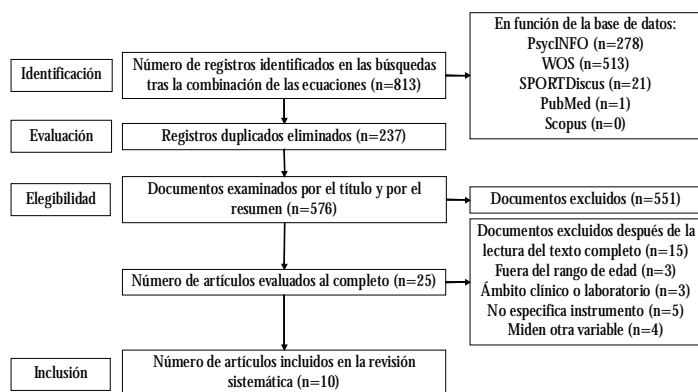 Identificación
Número de registros identificados en las búsquedas
tras la combinación de las ecuaciones (n=813)
En función de la base de datos:
PsycINFO (n=278)
WOS (n=513)
SPORTDiscus (n=21)
PubMed (n=1)
Scopus (n=0)
Evaluación
Registros duplicados eliminados (n=237)
Elegibilidad
Documentos examinados por el título y por el
resumen (n=576)
Documentos excluidos (n=551)
Número de artículos evaluados al completo (n=25)
Documentos excluidos después de la
lectura del texto completo (n=15)
Fuera del rango de edad (n=3)
Ámbito clínico o laboratorio (n=3)
No especifica instrumento (n=5)
Miden otra variable (n=4)
Inclusión
Número de artículos incluidos en la revisión
sistemática (n=10)